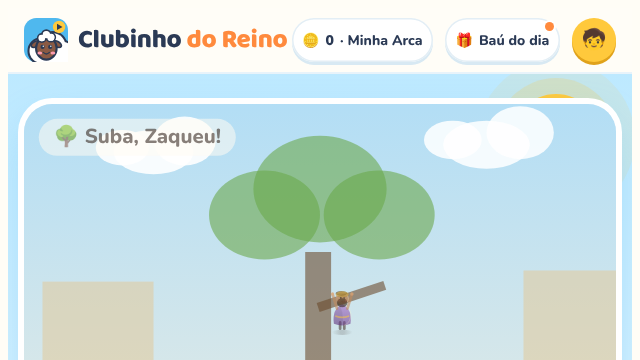 Clubinho do Reino
0 · Minha Arca
Baú do dia
Suba, Zaqueu!